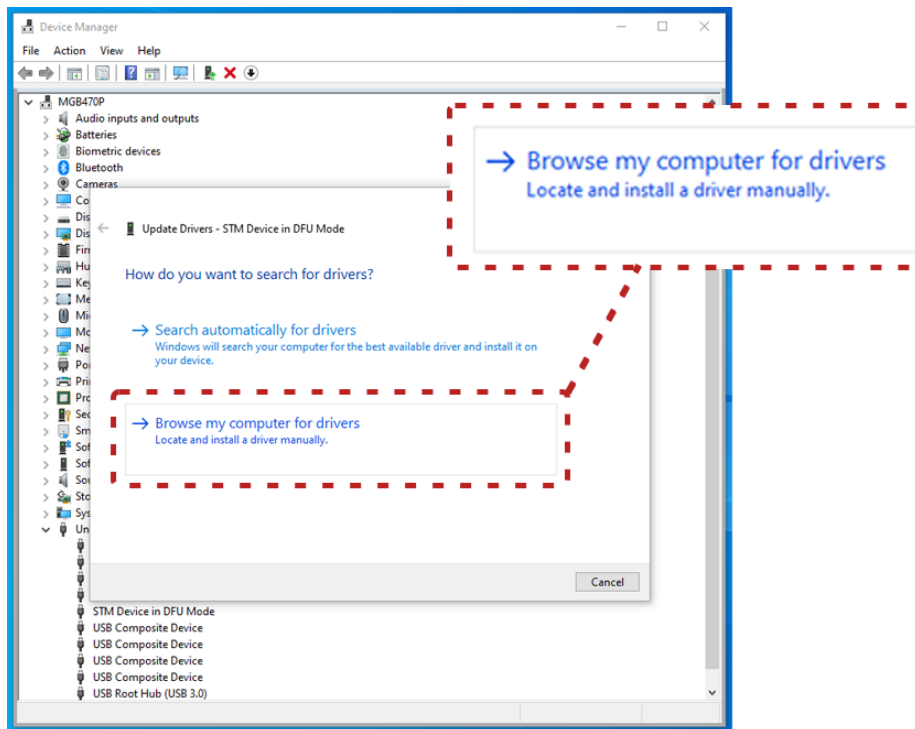 Device Manager
File Action View Help
MGB470P
Audio inputs and outputs
Batteries
Biometric devices
Bluetooth
Cameras
Co
Dis
Dis
Firr
Hu
Key
Me
Mi
Mo
Ne
Po
Pri
Pro
Sec
Sm
Sof
Sof
Sou
Sto
Sys
Un
Update Drivers - STM Device in DFU Mode
How do you want to search for drivers?
Search automatically for drivers
Windows will search your computer for the best available driver and install it on
your device.
Browse my computer for drivers
Locate and install a driver manually.
Cancel
Browse my computer for drivers
Locate and install a driver manually.
STM Device in DFU Mode
USB Composite Device
USB Composite Device
USB Composite Device
USB Composite Device
USB Root Hub (USB 3.0)